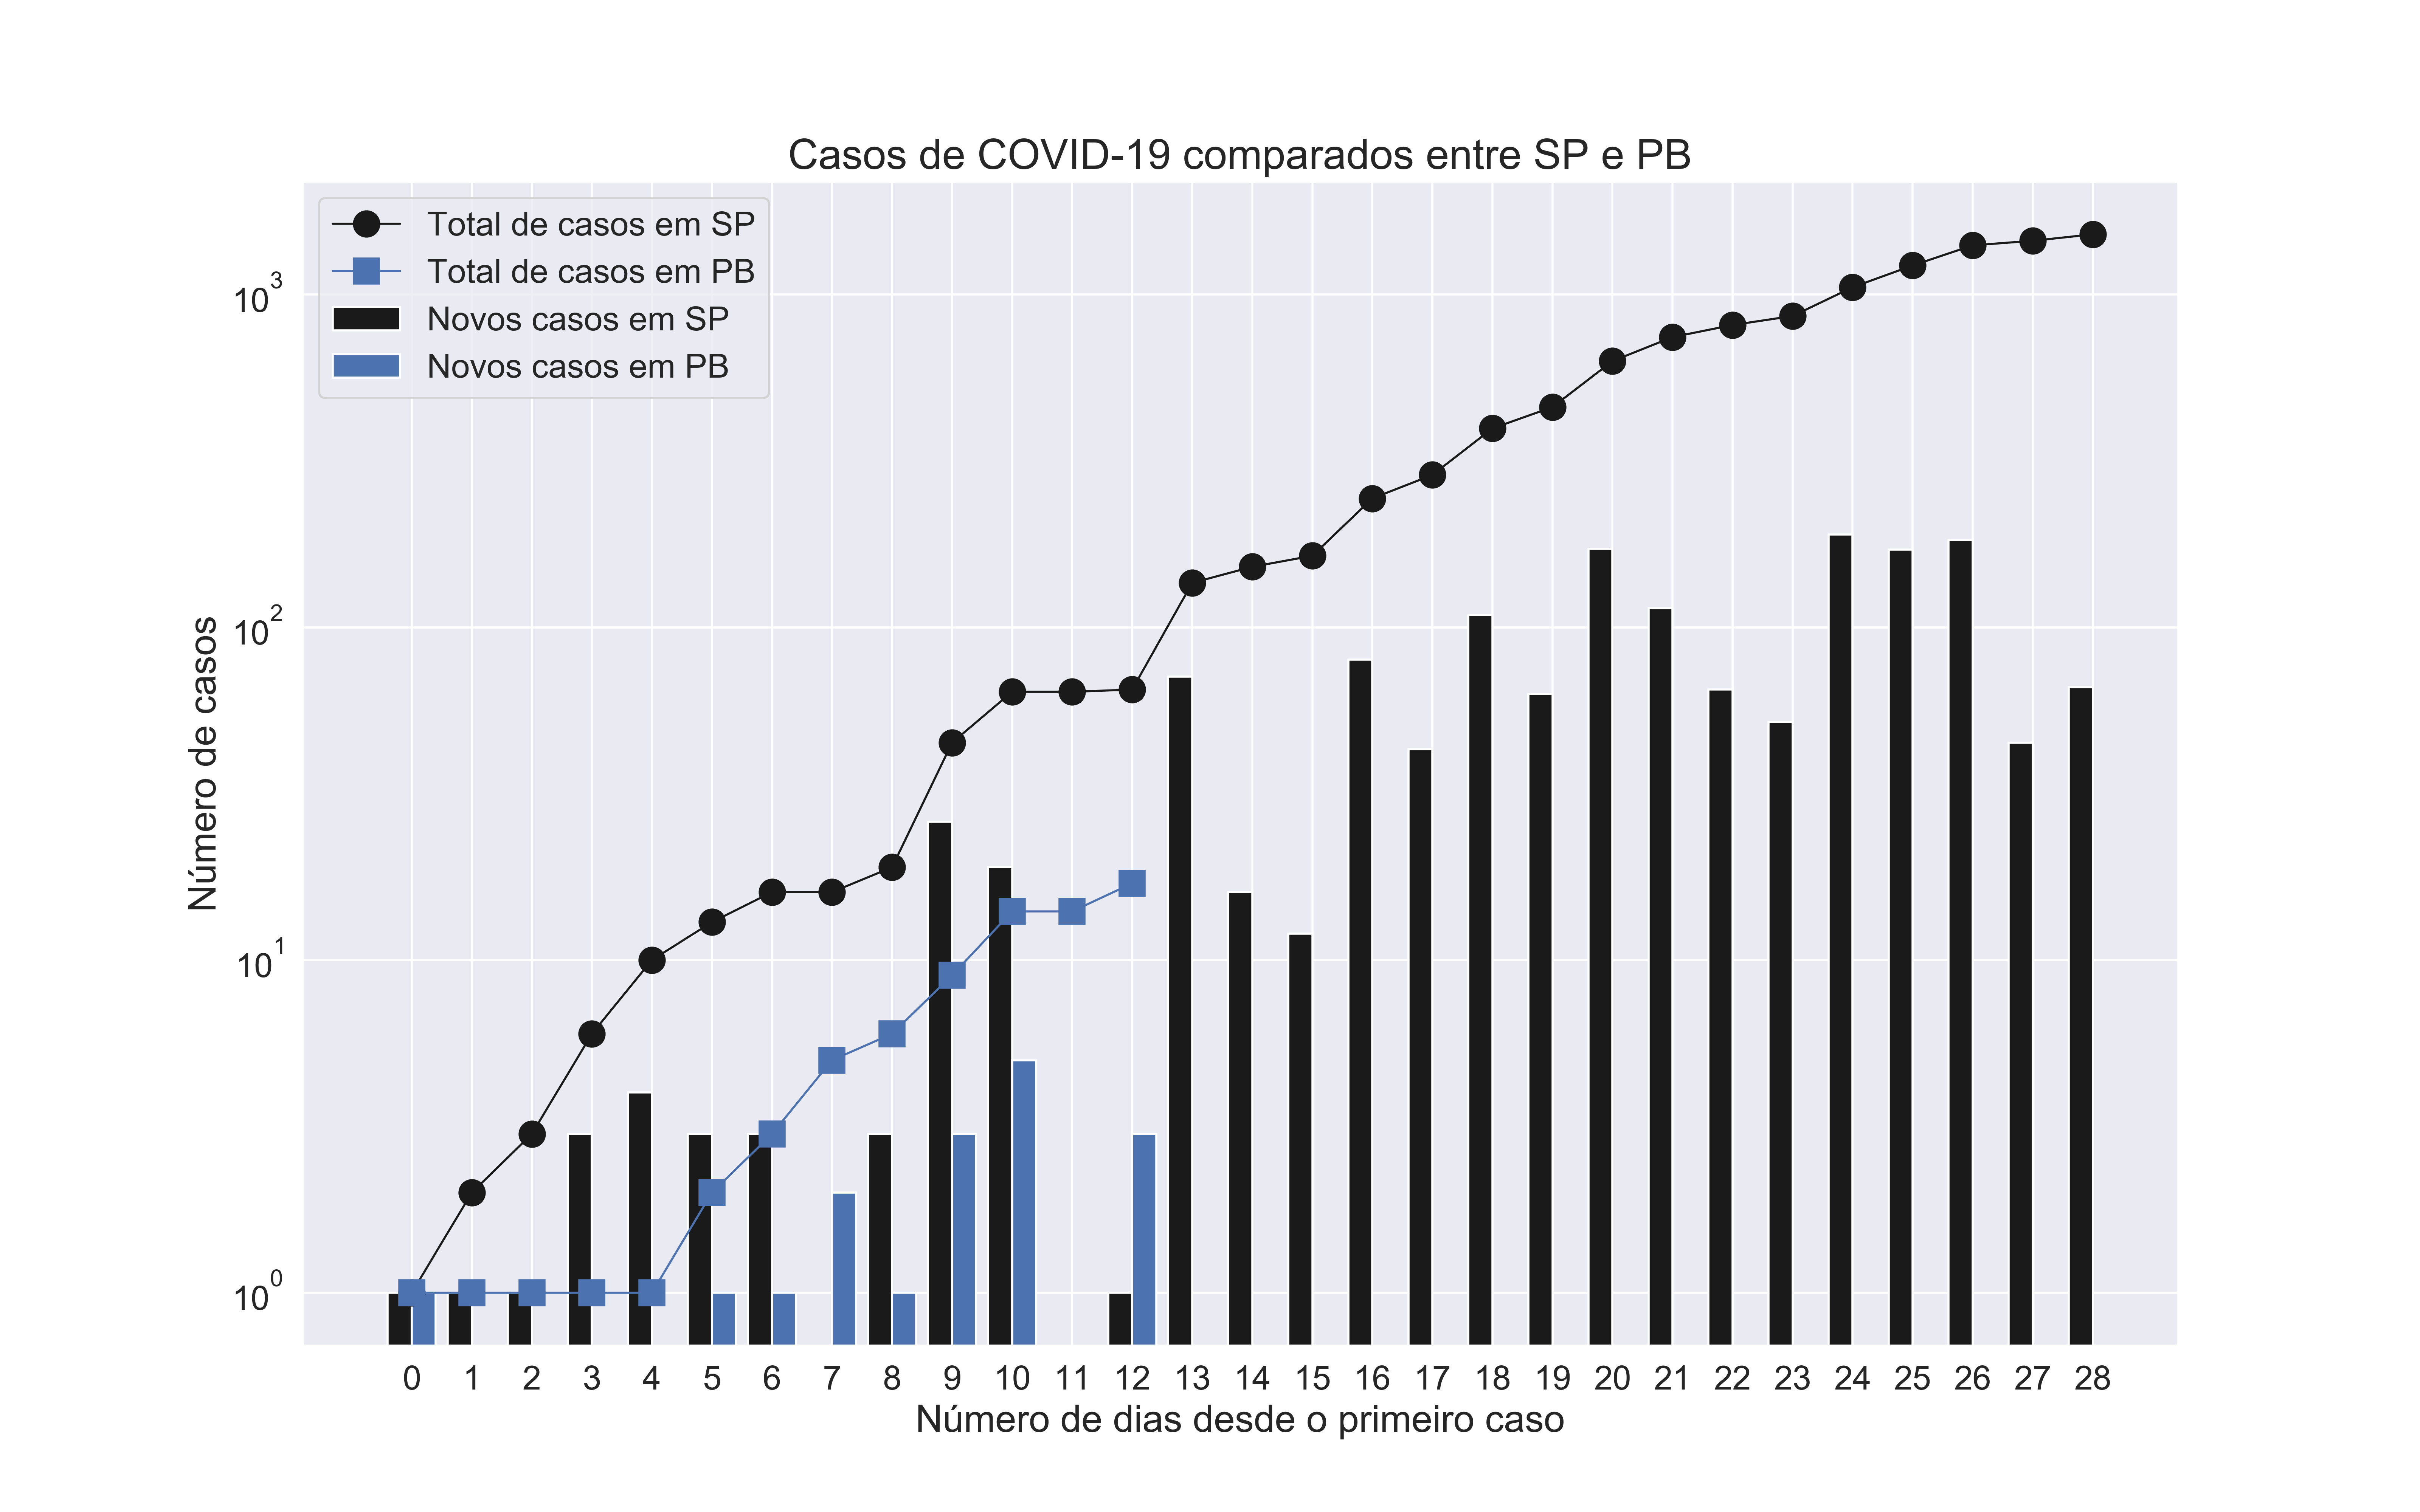 Casos de COVID-19 comparados entre SP e PB
Total de casos em SP
Total de casos em PB
Novos casos em SP
Novos casos em PB
10³
10²
10¹
10⁰
Número de casos
0 1 2 3 4 5 6 7 8 9 10 11 12 13 14 15 16 17 18 19 20 21 22 23 24 25 26 27 28
Número de dias desde o primeiro caso